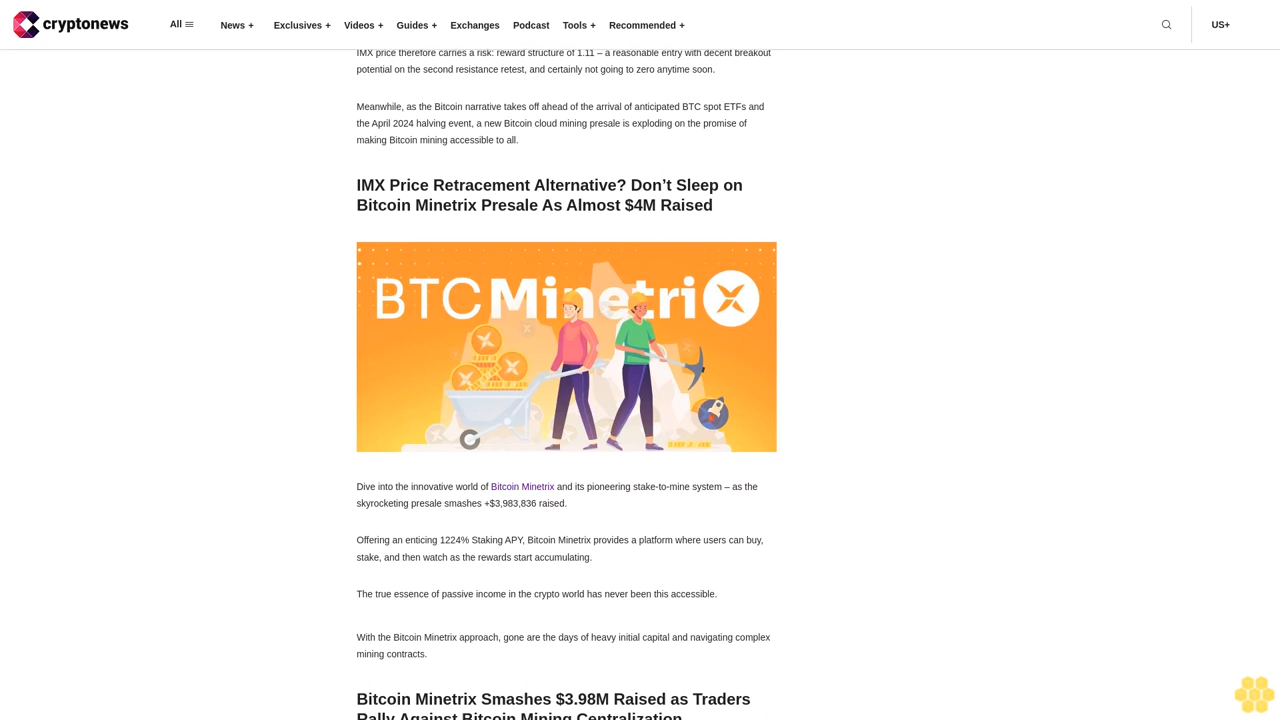 cryptonews
All
News +
Exclusives +
Videos +
Guides +
Exchanges
Podcast
Tools +
Recommended +
US+
IMX price therefore carries a risk: reward structure of 1.11 – a reasonable entry with decent breakout
potential on the second resistance retest, and certainly not going to zero anytime soon.
Meanwhile, as the Bitcoin narrative takes off ahead of the arrival of anticipated BTC spot ETFs and
the April 2024 halving event, a new Bitcoin cloud mining presale is exploding on the promise of
making Bitcoin mining accessible to all.
IMX Price Retracement Alternative? Don’t Sleep on
Bitcoin Minetrix Presale As Almost $4M Raised
BTCMinetriX
Dive into the innovative world of Bitcoin Minetrix and its pioneering stake-to-mine system – as the
skyrocketing presale smashes +$3,983,836 raised.
Offering an enticing 1224% Staking APY, Bitcoin Minetrix provides a platform where users can buy,
stake, and then watch as the rewards start accumulating.
The true essence of passive income in the crypto world has never been this accessible.
With the Bitcoin Minetrix approach, gone are the days of heavy initial capital and navigating complex
mining contracts.
Bitcoin Minetrix Smashes $3.98M Raised as Traders
Rally Against Bitcoin Mining Centralization